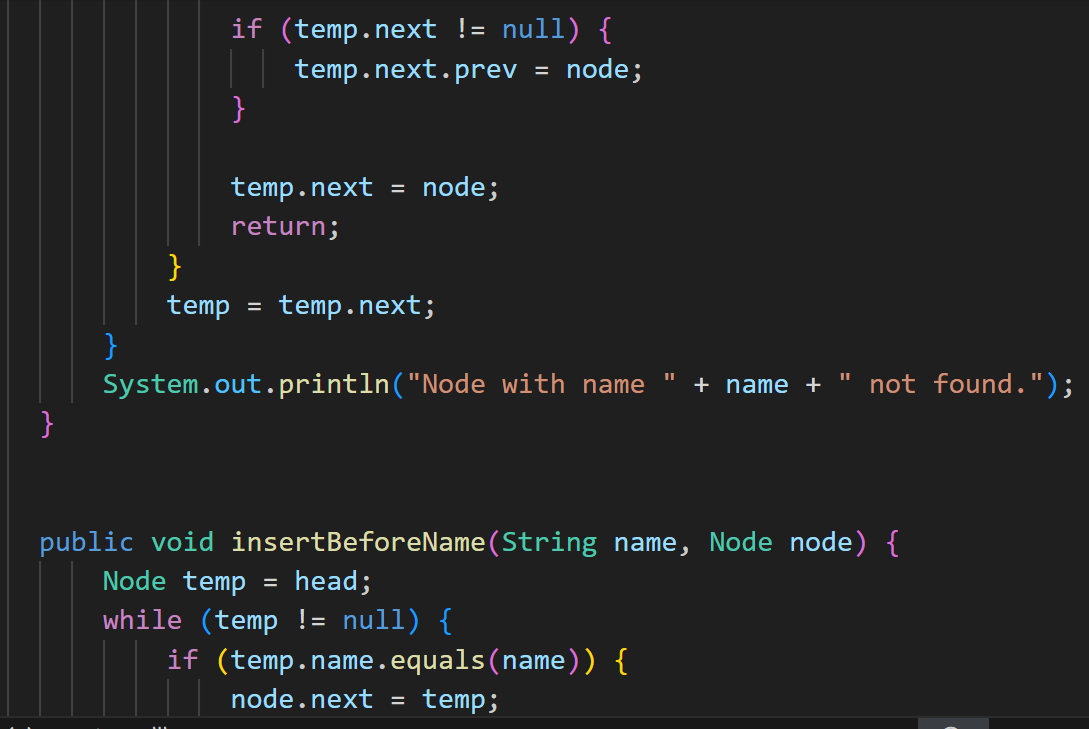 if (temp.next != null) {
temp.next.prev = node;
}
temp.next = node;
return;
}
temp = temp.next;
}
System.out.println("Node with name " + name + " not found.");
}
public void insertBeforeName(String name, Node node) {
Node temp = head;
while (temp != null) {
if (temp.name.equals(name)) {
node.next = temp;